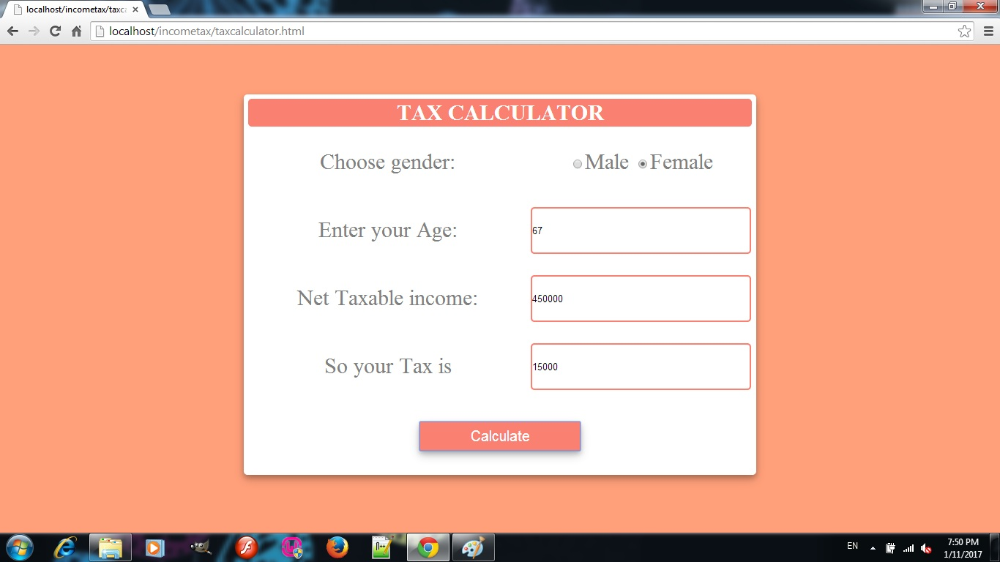 localhost/incometax/taxc
localhost/incometax/taxcalculator.html
TAX CALCULATOR
Choose gender: Male Female
Enter your Age: 67
Net Taxable income: 450000
So your Tax is 15000
Calculate
EN
7:50 PM
1/11/2017